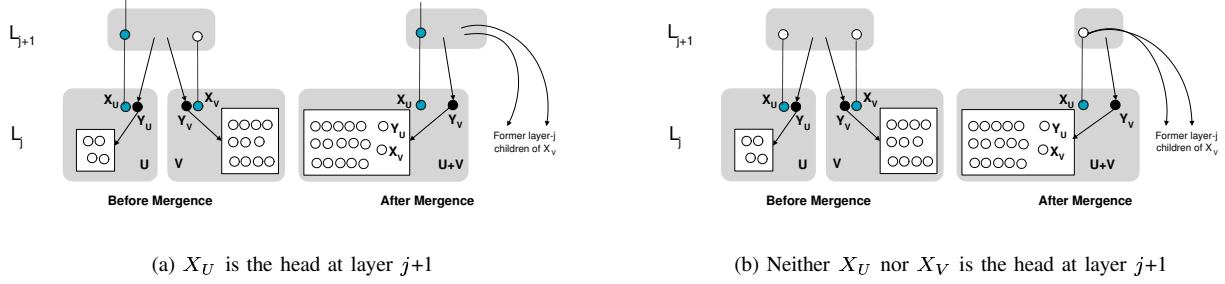 L_{j+1}
L_j
X_U
Y_U
U
X_V
Y_V
V
Before Mergence
X_U
Y_V
Y_U
X_V
U+V
After Mergence
Former layer-j
children of X_V
(a) X_U is the head at layer j+1
L_{j+1}
L_j
X_U
Y_U
U
X_V
Y_V
V
Before Mergence
X_U
Y_V
Y_U
X_V
U+V
After Mergence
Former layer-j
children of X_V
(b) Neither X_U nor X_V is the head at layer j+1